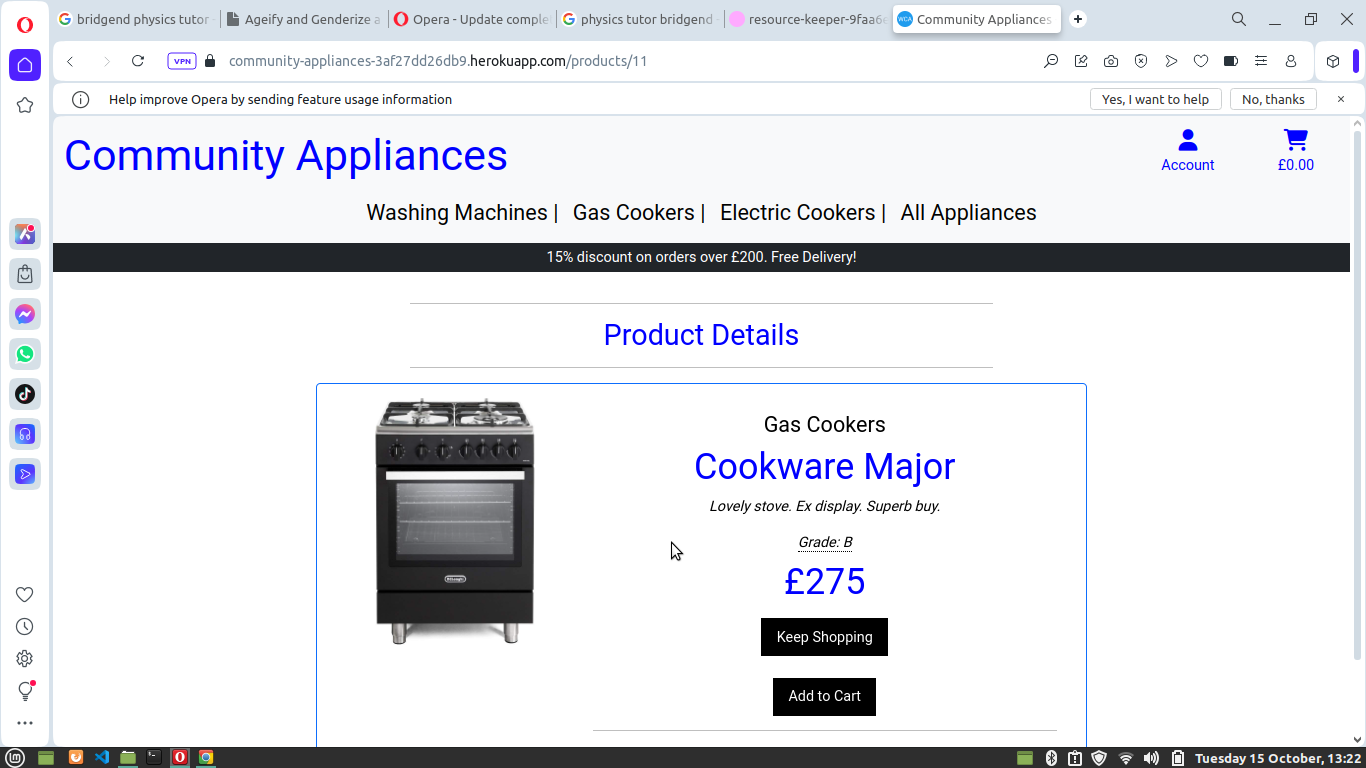 bridgend physics tutor
Ageify and Genderize a
Opera - Update comple
physics tutor bridgend
resource-keeper-9faa6
Community Appliances
VPN
community-appliances-3af27dd26db9.herokuapp.com/products/11
Help improve Opera by sending feature usage information
Yes, I want to help
No, thanks
Community Appliances
Account
£0.00
Washing Machines |
Gas Cookers |
Electric Cookers |
All Appliances
15% discount on orders over £200. Free Delivery!
Product Details
Gas Cookers
Cookware Major
Lovely stove. Ex display. Superb buy.
Grade: B
£275
DeLonghi
Keep Shopping
Add to Cart
Tuesday 15 October, 13:22